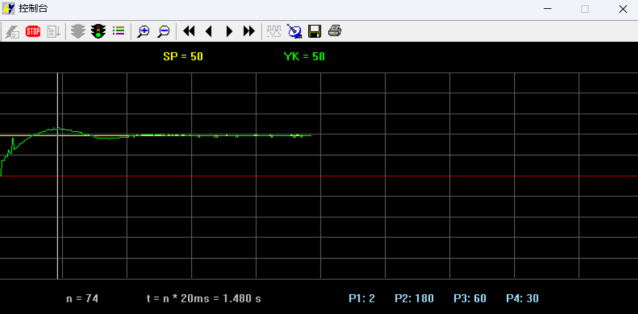 控制台
STOP
SP = 50 YK = 58
n = 74 t = n * 20ms = 1.480 s P1: 2 P2: 180 P3: 60 P4: 30